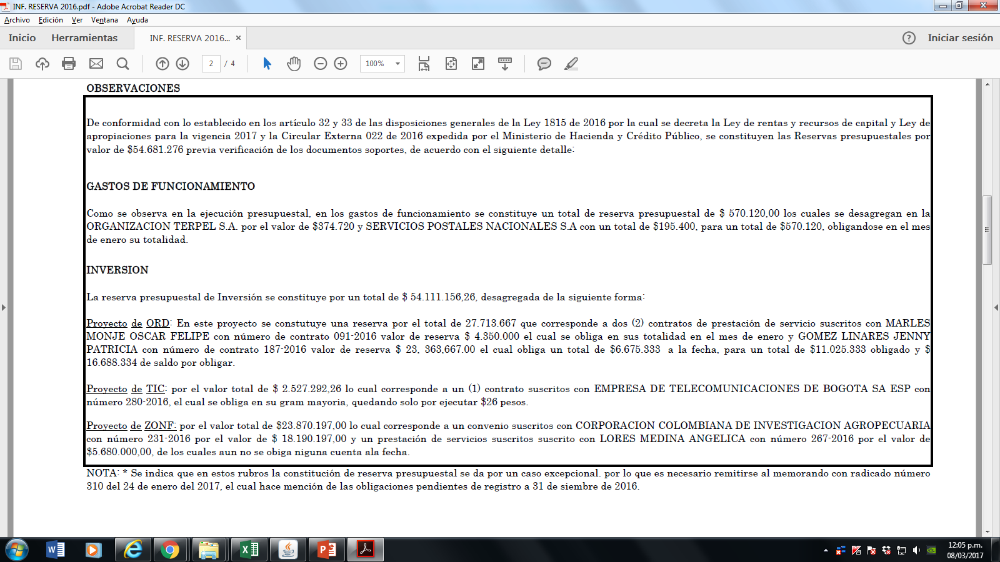 INF. RESERVA 2016.pdf - Adobe Acrobat Reader DC
Archivo Edición Ver Ventana Ayuda
Inicio Herramientas INF. RESERVA 2016... × ? Iniciar sesión
2 / 4 100%
OBSERVACIONES
De conformidad con lo establecido en los artículo 32 y 33 de las disposiciones generales de la Ley 1815 de 2016 por la cual se decreta la Ley de rentas y recursos de capital y Ley de
apropiaciones para la vigencia 2017 y la Circular Externa 022 de 2016 expedida por el Ministerio de Hacienda y Crédito Público, se constituyen las Reservas presupuestales por
valor de $54.681.276 previa verificación de los documentos soportes, de acuerdo con el siguiente detalle:
GASTOS DE FUNCIONAMIENTO
Como se observa en la ejecución presupuestal, en los gastos de funcionamiento se constituye un total de reserva presupuestal de $ 570.120,00 los cuales se desagregan en la
ORGANIZACION TERPEL S.A. por el valor de $374.720 y SERVICIOS POSTALES NACIONALES S.A con un total de $195.400, para un total de $570.120, obligandose en el mes
de enero su totalidad.
INVERSION
La reserva presupuestal de Inversión se constituye por un total de $ 54.111.156,26, desagregada de la siguiente forma:
Proyecto de ORD: En este proyecto se constutuye una reserva por el total de 27.713.667 que corresponde a dos (2) contratos de prestación de servicio suscritos con MARLES
MONJE OSCAR FELIPE con número de contrato 091-2016 valor de reserva $ 4.350.000 el cual se obliga en sus totalidad en el mes de enero y GOMEZ LINARES JENNY
PATRICIA con número de contrato 187-2016 valor de reserva $ 23, 363,667.00 el cual obliga un total de $6.675.333 a la fecha, para un total de $11.025.333 obligado y $
16.688.334 de saldo por obligar.
Proyecto de TIC: por el valor total de $ 2.527.292,26 lo cual corresponde a un (1) contrato suscritos con EMPRESA DE TELECOMUNICACIONES DE BOGOTA SA ESP con
número 280-2016, el cual se obliga en su gram mayoria, quedando solo por ejecutar $26 pesos.
Proyecto de ZONF: por el valor total de $23.870.197,00 lo cual corresponde a un convenio suscritos con CORPORACION COLOMBIANA DE INVESTIGACION AGROPECUARIA
con número 231-2016 por el valor de $ 18.190.197,00 y un prestación de servicios suscritos suscrito con LORES MEDINA ANGELICA con número 267-2016 por el valor de
$5.680.000,00, de los cuales aun no se obiga niguna cuenta ala fecha.
NOTA: * Se indica que en estos rubros la constitución de reserva presupuestal se da por un caso excepcional. por lo que es necesario remitirse al memorando con radicado número
310 del 24 de enero del 2017, el cual hace mención de las obligaciones pendientes de registro a 31 de siembre de 2016.
12:05 p.m.
08/03/2017